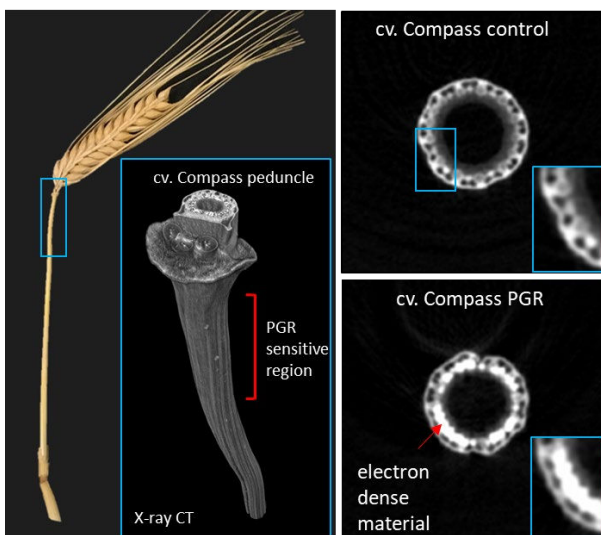 cv. Compass peduncle
PGR
sensitive
region
X-ray CT
cv. Compass control
cv. Compass PGR
electron
dense
material